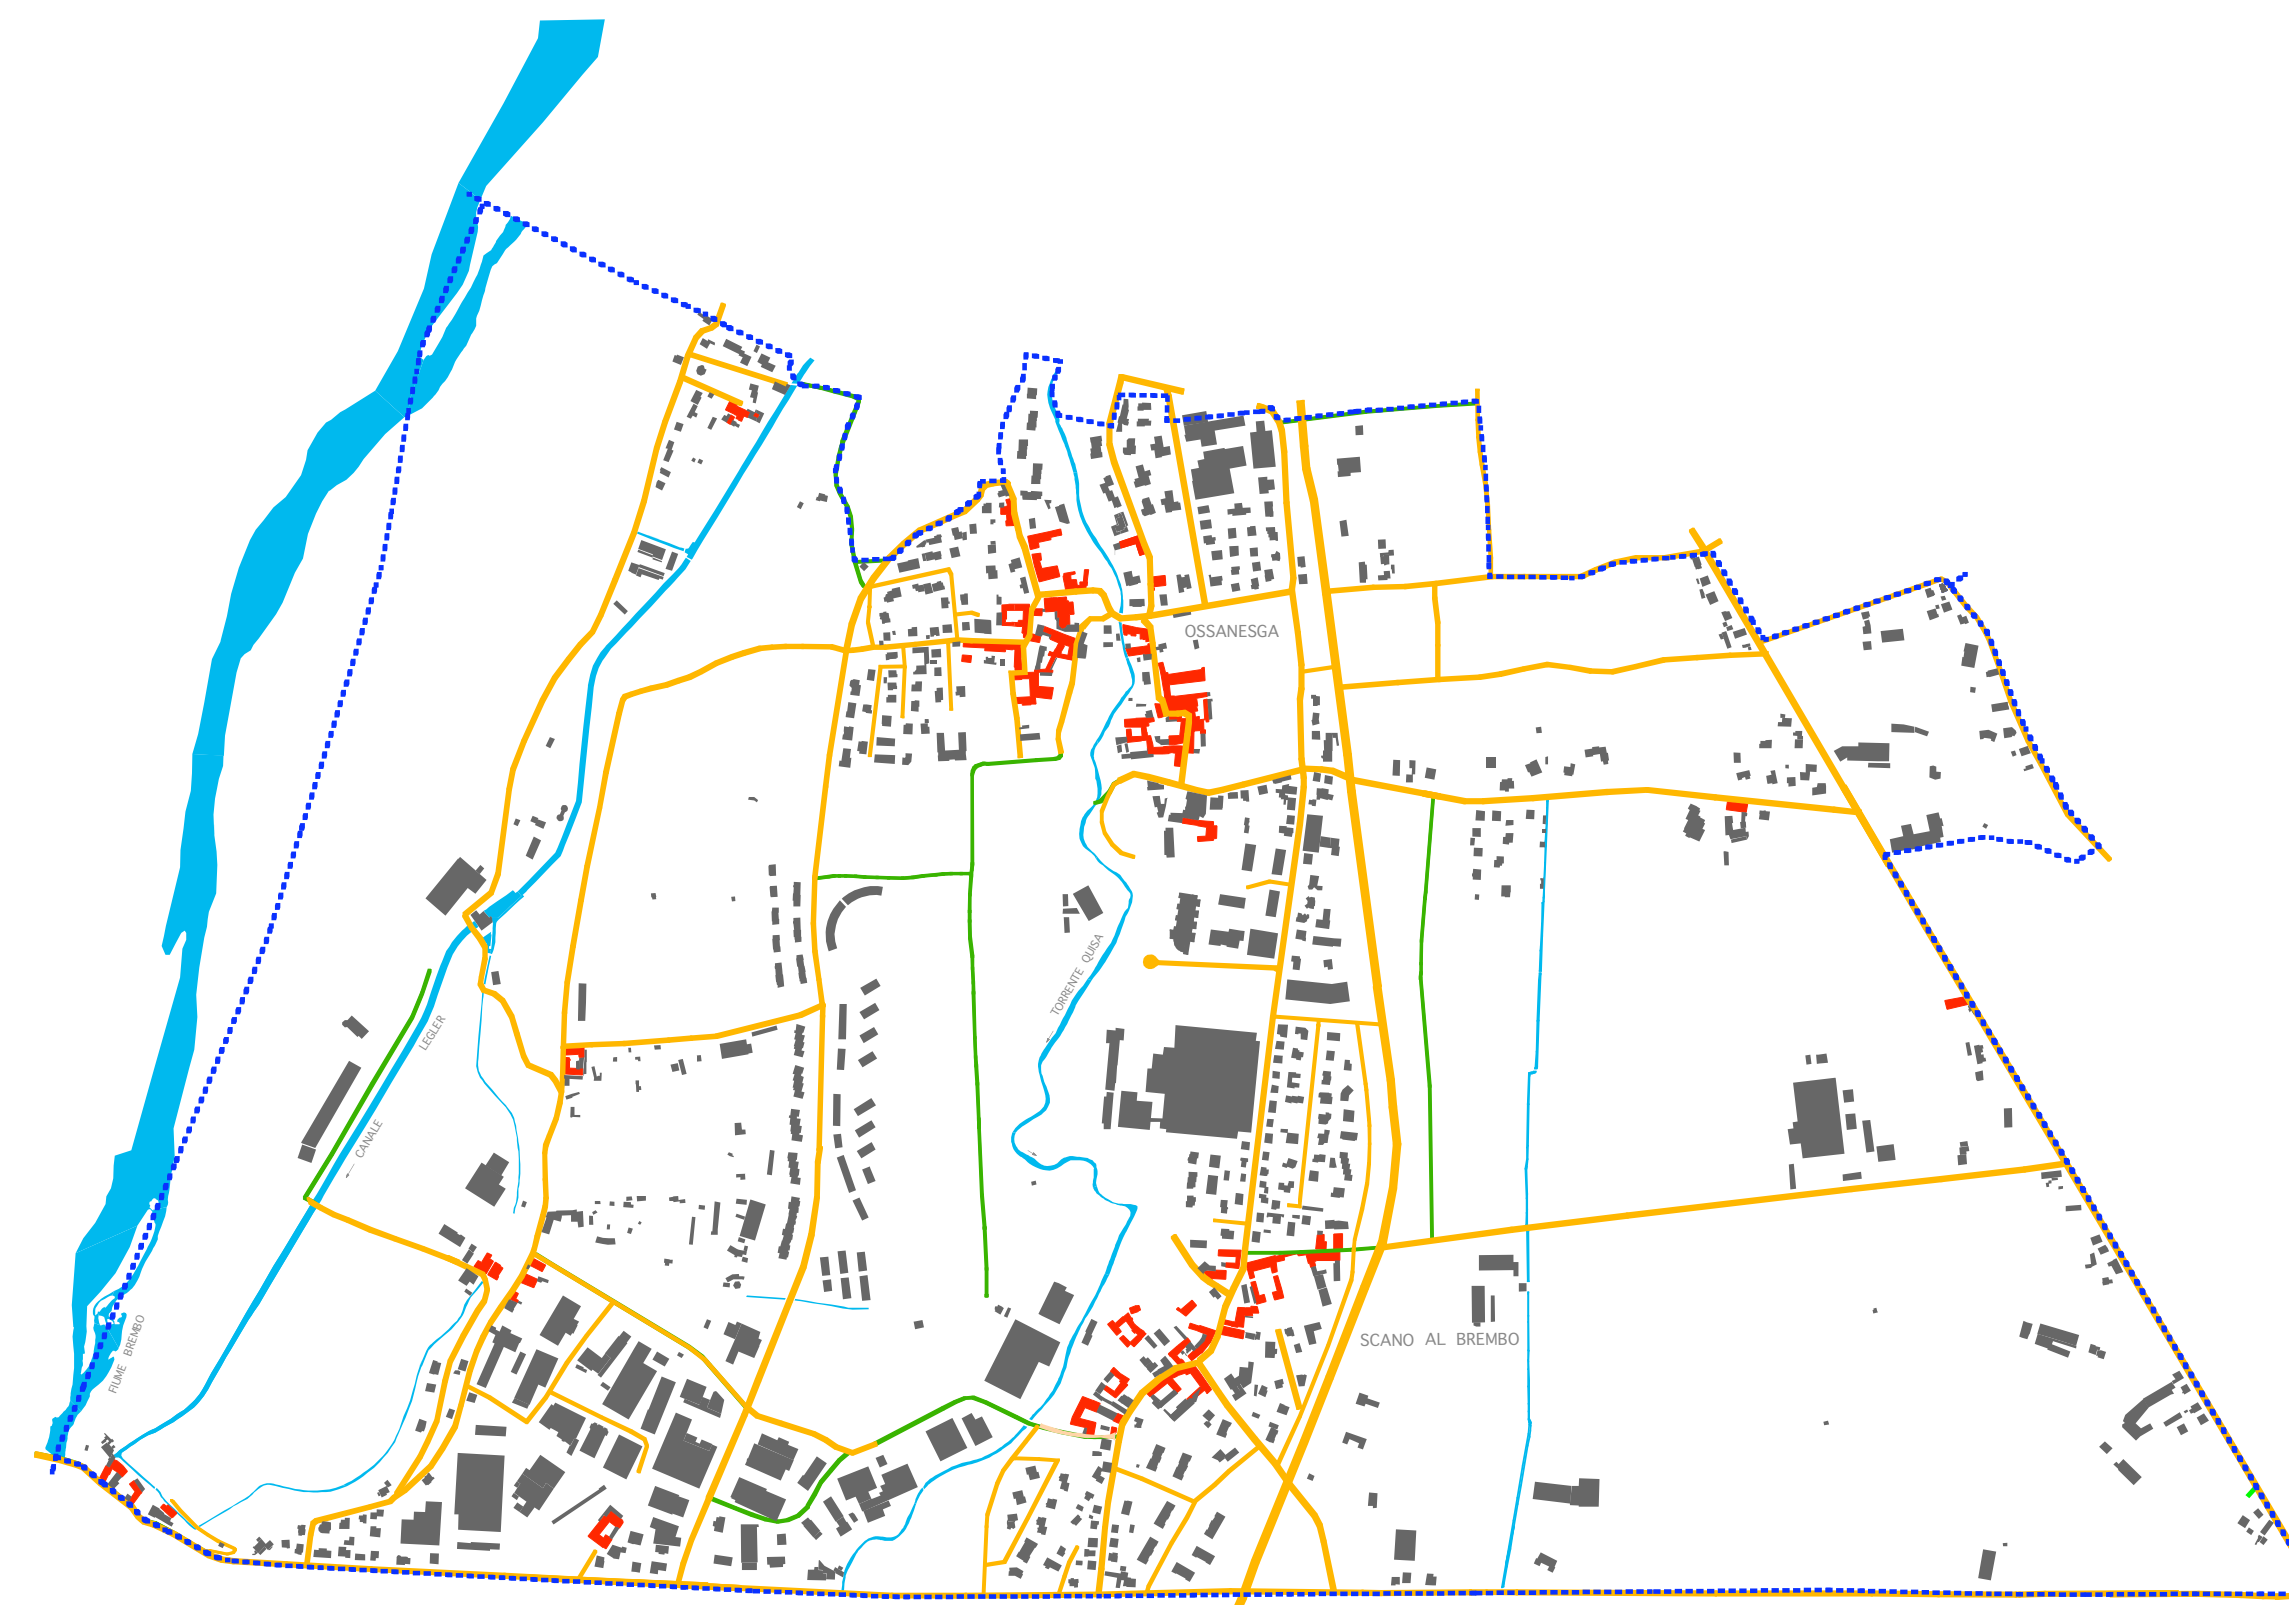 OSSANESGA
TORRENTE QUISA
LEGLER
CANALE
FIUME BREMBO
SCANO AL BREMBO